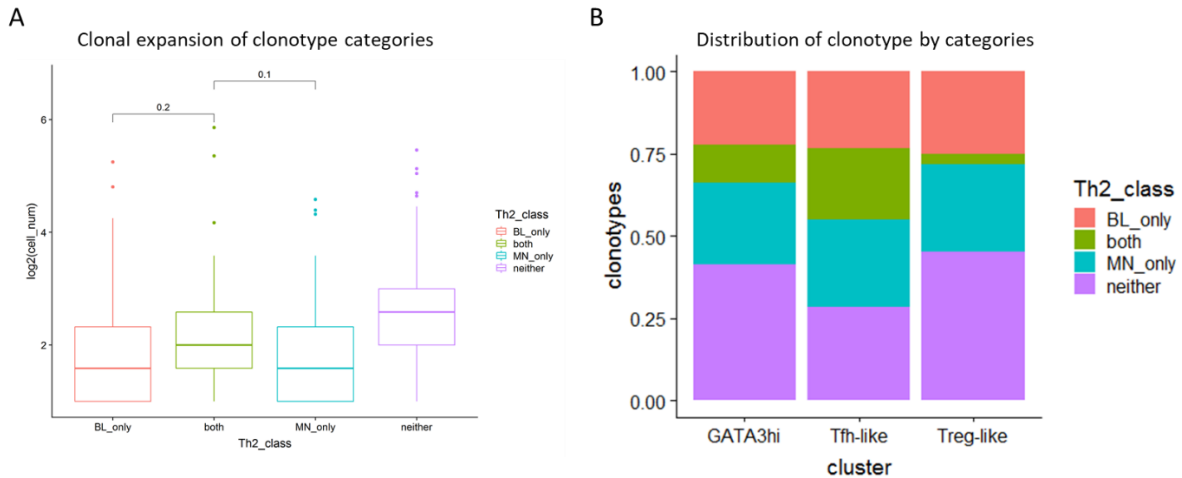 A
Clonal expansion of clonotype categories
6
4
2
log2(cell_num)
0.2
0.1
BL_only
both
MN_only
neither
Th2_class
Th2_class
BL_only
both
MN_only
neither
B
Distribution of clonotype by categories
1.00
0.75
0.50
0.25
0.00
clonotypes
GATA3hi
Tfh-like
Treg-like
cluster
Th2_class
BL_only
both
MN_only
neither